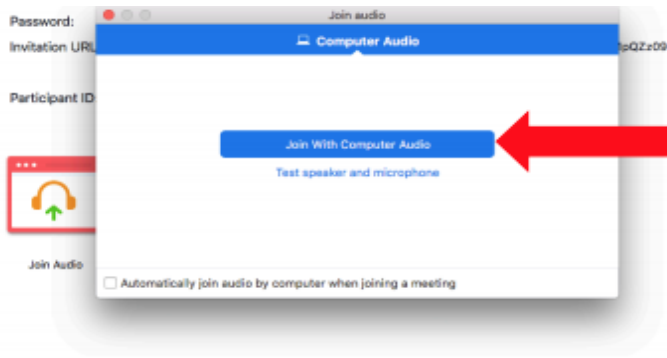 Join audio
Password:
Computer Audio
Invitation URL
pQZz09
Participant ID
Join With Computer Audio
Test speaker and microphone
Join Audio
Automatically join audio by computer when joining a meeting